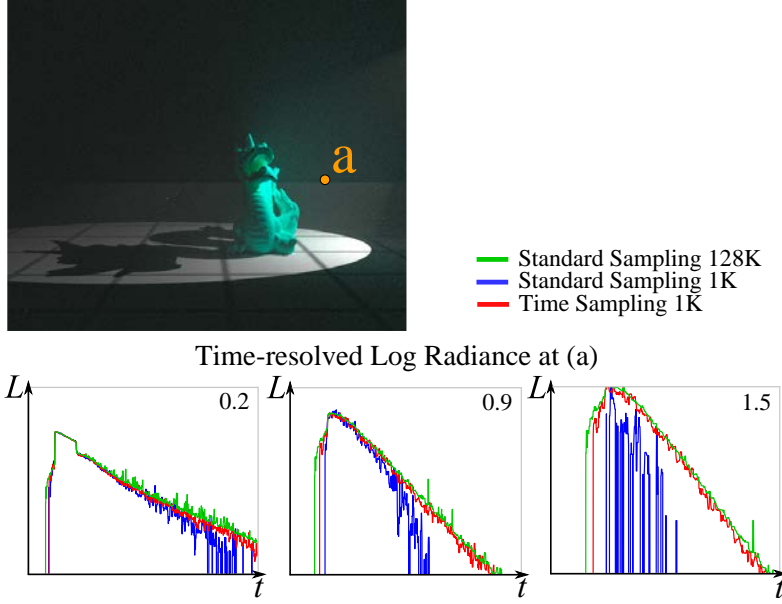 a
Standard Sampling 128K
Standard Sampling 1K
Time Sampling 1K
Time-resolved Log Radiance at (a)
L 0.2 L 0.9 L 1.5
t t t